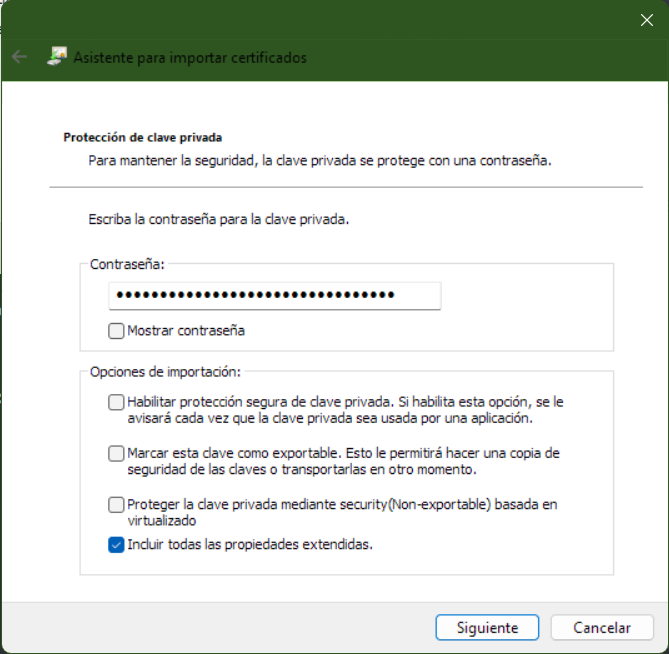 Asistente para importar certificados
Protección de clave privada
Para mantener la seguridad, la clave privada se protege con una contraseña.
Escriba la contraseña para la clave privada.
Contraseña:
••••••••••••••••••••••••••••••••
Mostrar contraseña
Opciones de importación:
Habilitar protección segura de clave privada. Si habilita esta opción, se le
avisará cada vez que la clave privada sea usada por una aplicación.
Marcar esta clave como exportable. Esto le permitirá hacer una copia de
seguridad de las claves o transportarlas en otro momento.
Proteger la clave privada mediante security(Non-exportable) basada en
virtualizado
Incluir todas las propiedades extendidas.
Siguiente
Cancelar